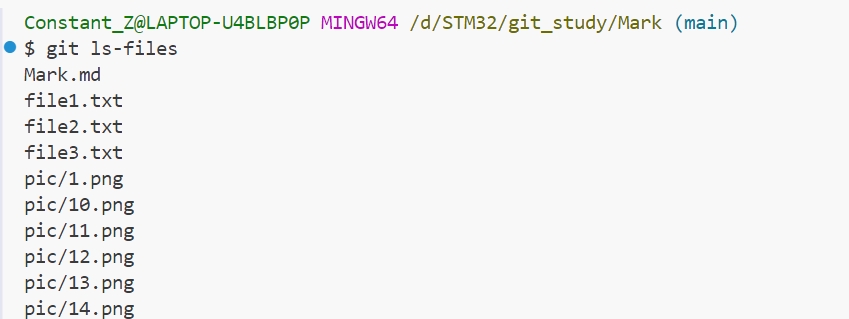 Constant_Z@LAPTOP-U4BLBP0P MINGW64 /d/STM32/git_study/Mark (main)
$ git ls-files
Mark.md
file1.txt
file2.txt
file3.txt
pic/1.png
pic/10.png
pic/11.png
pic/12.png
pic/13.png
pic/14.png